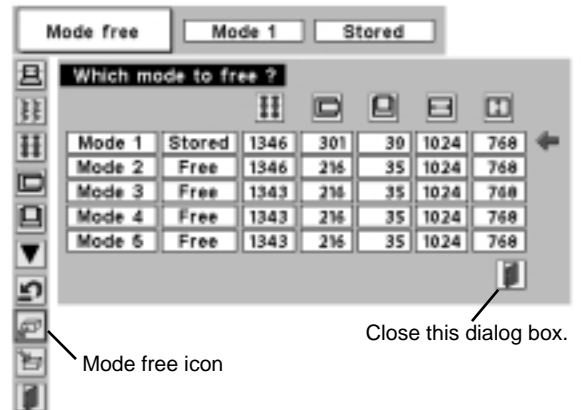 Mode free Mode 1 Stored
Which mode to free ?
Mode 1 Stored 1346 301 39 1024 768
Mode 2 Free 1346 216 35 1024 768
Mode 3 Free 1343 216 35 1024 768
Mode 4 Free 1343 216 35 1024 768
Mode 5 Free 1343 216 35 1024 768
Close this dialog box.
Mode free icon